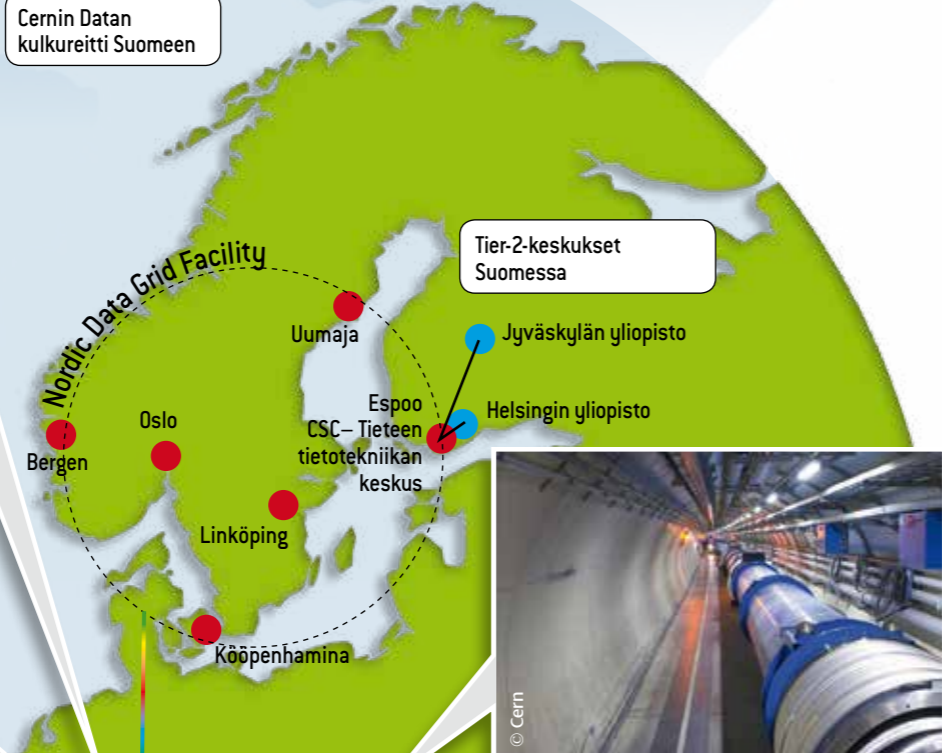 Cernin Datan
kulkureitti Suomeen
Nordic Data Grid Facility
Tier-2-keskukset
Suomessa
Uumaja
Jyväskylän yliopisto
Espoo
CSC– Tieteen
tietotekniikan
keskus
Helsingin yliopisto
Oslo
Bergen
Linköping
Kööpenhamina
© Cern